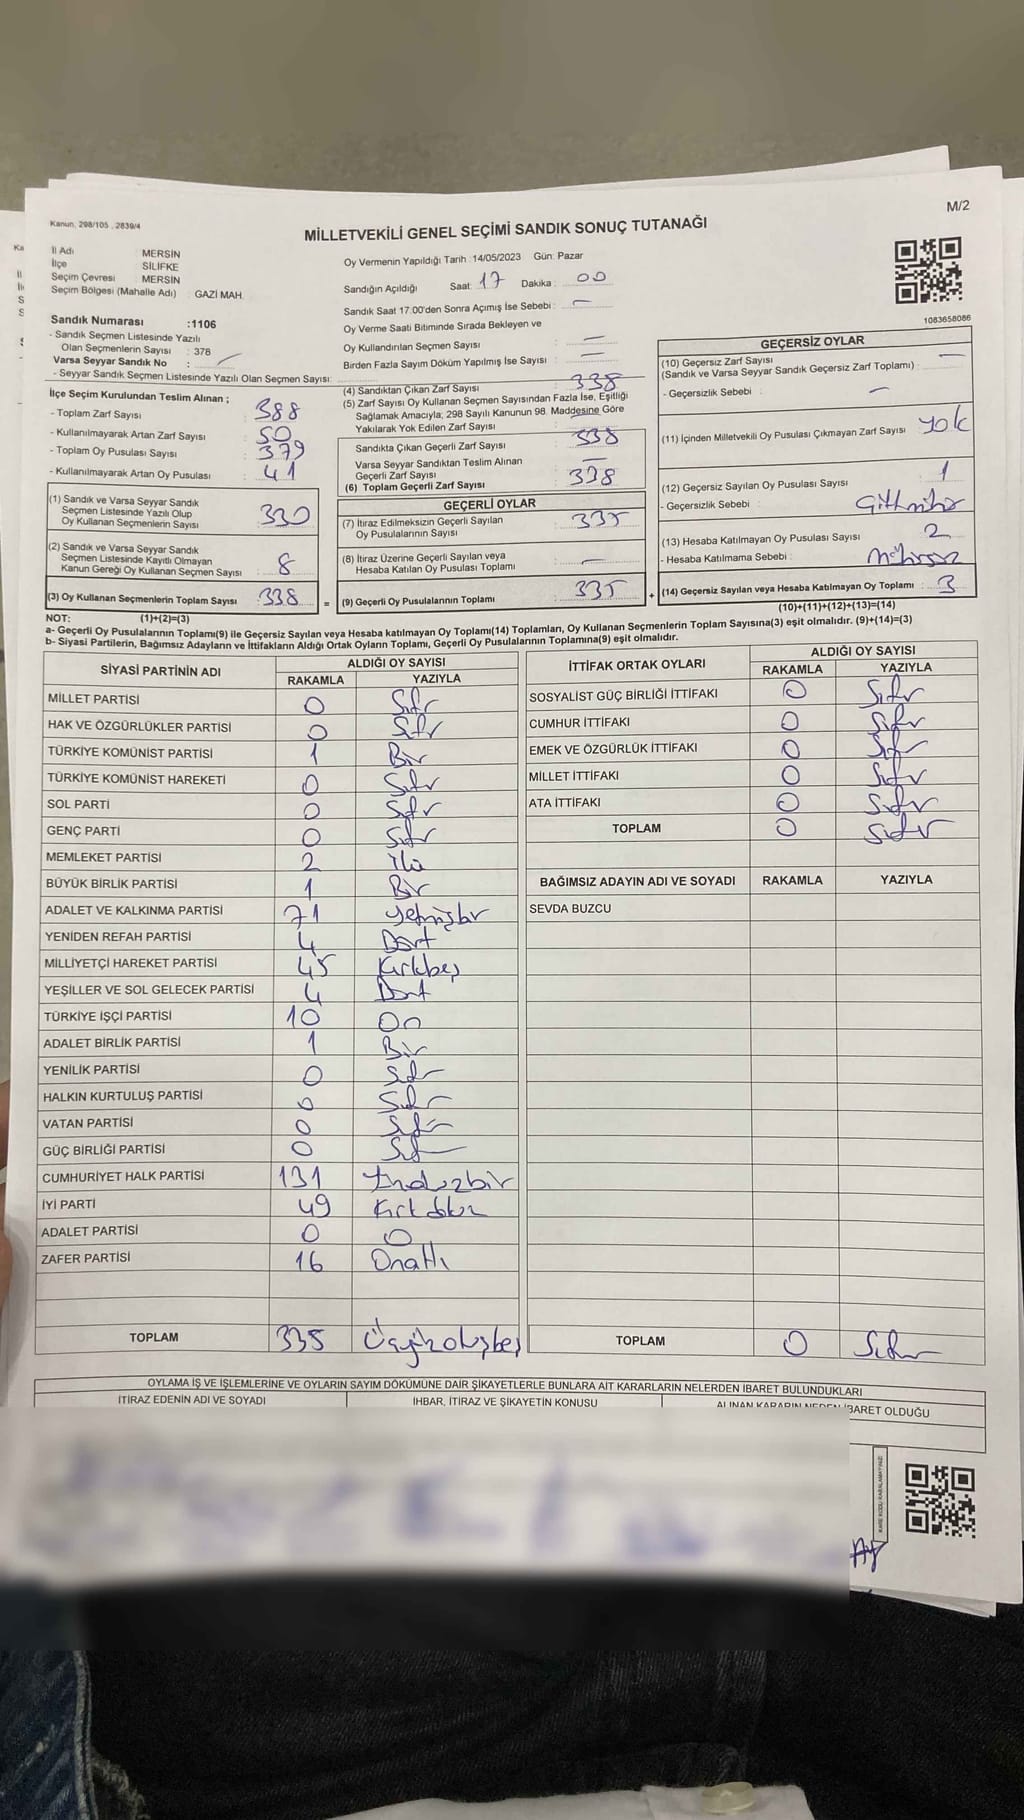 M/2
Kanun, 298/105 , 2839/4
MİLLETVEKİLİ GENEL SEÇİMİ SANDIK SONUÇ TUTANAĞI
İl Adı : MERSİN
İlçe : SİLİFKE
Seçim Çevresi : MERSİN
Seçim Bölgesi (Mahalle Adı) : GAZİ MAH.
Sandık Numarası :1106
- Sandık Seçmen Listesinde Yazılı
Olan Seçmenlerin Sayısı : 376
Varsa Seyyar Sandık No :
- Seyyar Sandık Seçmen Listesinde Yazılı Olan Seçmen Sayısı:
Oy Vermenin Yapıldığı Tarih :14/05/2023 Gün: Pazar
Sandığın Açıldığı Saat: 17 Dakika : 00
Sandık Saat 17:00'den Sonra Açımış İse Sebebi : —
Oy Verme Saati Bitiminde Sırada Bekleyen ve
Oy Kullandırılan Seçmen Sayısı : —
Birden Fazla Sayım Döküm Yapılmış İse Sayısı : —
1083658086
İlçe Seçim Kurulundan Teslim Alınan ;
- Toplam Zarf Sayısı : 388
- Kullanılmayarak Artan Zarf Sayısı : 50
- Toplam Oy Pusulası Sayısı : 379
- Kullanılmayarak Artan Oy Pusulası : 41
(1) Sandık ve Varsa Seyyar Sandık
Seçmen Listesinde Yazılı Olup
Oy Kullanan Seçmenlerin Sayısı : 330
(2) Sandık ve Varsa Seyyar Sandık
Seçmen Listesinde Kayıtlı Olmayan
Kanun Gereği Oy Kullanan Seçmen Sayısı : 8
(3) Oy Kullanan Seçmenlerin Toplam Sayısı : 338
(4) Sandıktan Çıkan Zarf Sayısı : 338
(5) Zarf Sayısı Oy Kullanan Seçmen Sayısından Fazla İse, Eşitliği
Sağlamak Amacıyla; 298 Sayılı Kanunun 98. Maddesine Göre
Yakılarak Yok Edilen Zarf Sayısı : —
Sandıkta Çıkan Geçerli Zarf Sayısı : 338
Varsa Seyyar Sandıktan Teslim Alınan
Geçerli Zarf Sayısı : —
(6) Toplam Geçerli Zarf Sayısı : 338
GEÇERLİ OYLAR
(7) İtiraz Edilmeksizin Geçerli Sayılan
Oy Pusulalarının Sayısı : 335
(8) İtiraz Üzerine Geçerli Sayılan veya
Hesaba Katılan Oy Pusulası Toplamı : —
= (9) Geçerli Oy Pusulalarının Toplamı : 335 +
GEÇERSİZ OYLAR
(10) Geçersiz Zarf Sayısı
(Sandık ve Varsa Seyyar Sandık Geçersiz Zarf Toplamı) : —
- Geçersizlik Sebebi : —
(11) İçinden Milletvekili Oy Pusulası Çıkmayan Zarf Sayısı : Yok
(12) Geçersiz Sayılan Oy Pusulası Sayısı : 1
- Geçersizlik Sebebi :
(13) Hesaba Katılmayan Oy Pusulası Sayısı : 2
- Hesaba Katılmama Sebebi : Mühürsüz
(14) Geçersiz Sayılan veya Hesaba Katılmayan Oy Toplamı : 3
NOT: (1)+(2)=(3) (10)+(11)+(12)+(13)=(14)
a- Geçerli Oy Pusulalarının Toplamı(9) ile Geçersiz Sayılan veya Hesaba katılmayan Oy Toplamı(14) Toplamları, Oy Kullanan Seçmenlerin Toplam Sayısına(3) eşit olmalıdır. (9)+(14)=(3)
b- Siyasi Partilerin, Bağımsız Adayların ve İttifakların Aldığı Ortak Oyların Toplamı, Geçerli Oy Pusulalarının Toplamına(9) eşit olmalıdır.
SİYASİ PARTİNİN ADI ALDIĞI OY SAYISI
RAKAMLA YAZIYLA
MİLLET PARTİSİ 0 Sıfır
HAK VE ÖZGÜRLÜKLER PARTİSİ 0 Sıfır
TÜRKİYE KOMÜNİST PARTİSİ 1 Bir
TÜRKİYE KOMÜNİST HAREKETİ 0 Sıfır
SOL PARTİ 0 Sıfır
GENÇ PARTİ 0 Sıfır
MEMLEKET PARTİSİ 2 İki
BÜYÜK BİRLİK PARTİSİ 1 Bir
ADALET VE KALKINMA PARTİSİ 71 Yetmişbir
YENİDEN REFAH PARTİSİ 4 Dört
MİLLİYETÇİ HAREKET PARTİSİ 45 Kırkbeş
YEŞİLLER VE SOL GELECEK PARTİSİ 4 Dört
TÜRKİYE İŞÇİ PARTİSİ 10 On
ADALET BİRLİK PARTİSİ 1 Bir
YENİLİK PARTİSİ 0 Sıfır
HALKIN KURTULUŞ PARTİSİ 0 Sıfır
VATAN PARTİSİ 0 Sıfır
GÜÇ BİRLİĞİ PARTİSİ 0 Sıfır
CUMHURİYET HALK PARTİSİ 131
İYİ PARTİ 49 Kırkdokuz
ADALET PARTİSİ 0 0
ZAFER PARTİSİ 16 Onaltı
TOPLAM 335 Üçyüzotuzbeş
İTTİFAK ORTAK OYLARI ALDIĞI OY SAYISI
RAKAMLA YAZIYLA
SOSYALİST GÜÇ BİRLİĞİ İTTİFAKI 0 Sıfır
CUMHUR İTTİFAKI 0 Sıfır
EMEK VE ÖZGÜRLÜK İTTİFAKI 0 Sıfır
MİLLET İTTİFAKI 0 Sıfır
ATA İTTİFAKI 0 Sıfır
TOPLAM 0 Sıfır
BAĞIMSIZ ADAYIN ADI VE SOYADI RAKAMLA YAZIYLA
SEVDA BUZCU
TOPLAM 0 Sıfır
OYLAMA İŞ VE İŞLEMLERİNE VE OYLARIN SAYIM DÖKÜMÜNE DAİR ŞİKAYETLERLE BUNLARA AİT KARARLARIN NELERDEN İBARET BULUNDUKLARI
İTİRAZ EDENİN ADI VE SOYADI İHBAR, İTİRAZ VE ŞİKAYETİN KONUSU ALINAN KARARIN NEDEN İBARET OLDUĞU
KARE KODU KARALAMAYINIZ